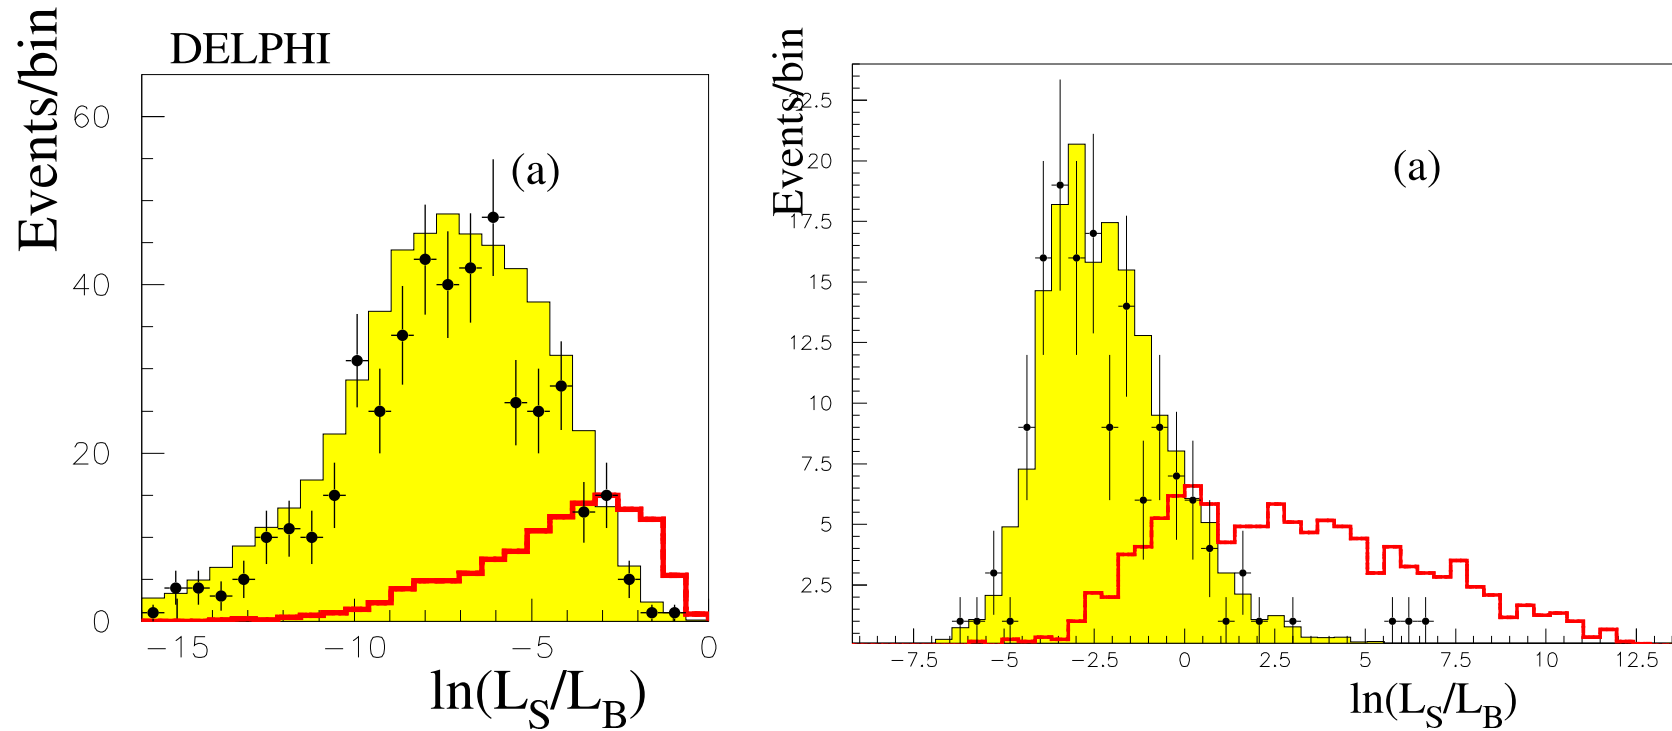 DELPHI
Events/bin
60
40
20
0
(a)
−15 −10 −5 0
ln(L_S/L_B)
Events/bin
22.5
20
17.5
15
12.5
10
7.5
5
2.5
(a)
−7.5 −5 −2.5 0 2.5 5 7.5 10 12.5
ln(L_S/L_B)